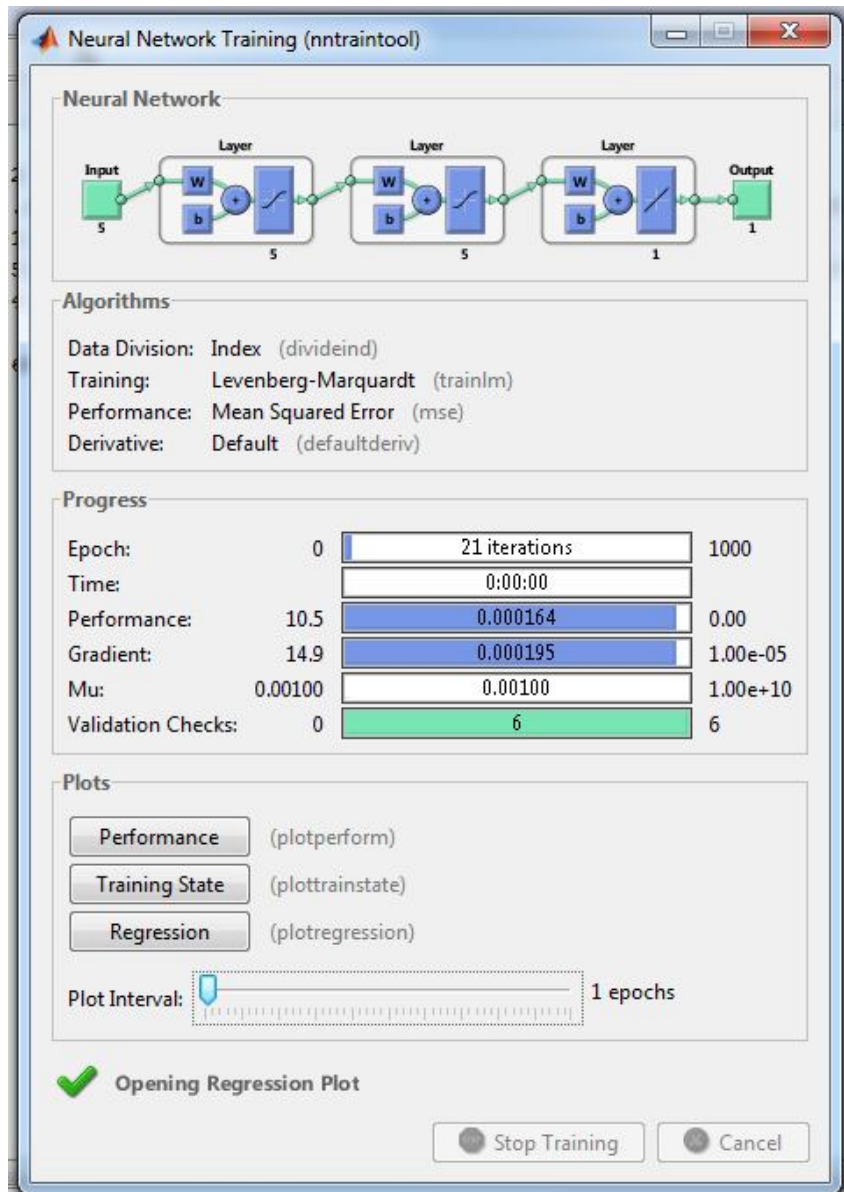 Neural Network Training (nntraintool)
Neural Network
Layer Layer Layer
Input Output
W W W
b b b
5 1
5 5 1
Algorithms
Data Division: Index (divideind)
Training: Levenberg-Marquardt (trainlm)
Performance: Mean Squared Error (mse)
Derivative: Default (defaultderiv)
Progress
Epoch: 0 21 iterations 1000
Time: 0:00:00
Performance: 10.5 0.000164 0.00
Gradient: 14.9 0.000195 1.00e-05
Mu: 0.00100 0.00100 1.00e+10
Validation Checks: 0 6 6
Plots
Performance (plotperform)
Training State (plottrainstate)
Regression (plotregression)
Plot Interval: 1 epochs
Opening Regression Plot
Stop Training Cancel